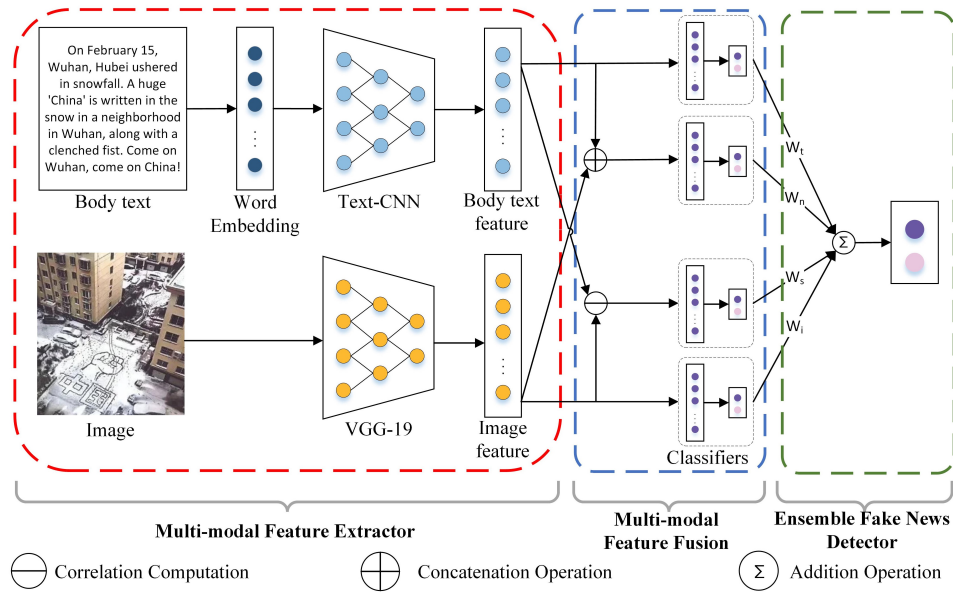 On February 15,
Wuhan, Hubei ushered
in snowfall. A huge
'China' is written in the
snow in a neighborhood
in Wuhan, along with a
clenched fist. Come on
Wuhan, come on China!
Body text
Word
Embedding
Text-CNN
Body text
feature
中国
Image
VGG-19
Image
feature
Classifiers
W_t
W_n
W_s
W_i
Σ
Multi-modal Feature Extractor
Multi-modal
Feature Fusion
Ensemble Fake News
Detector
Correlation Computation
Concatenation Operation
Σ
Addition Operation